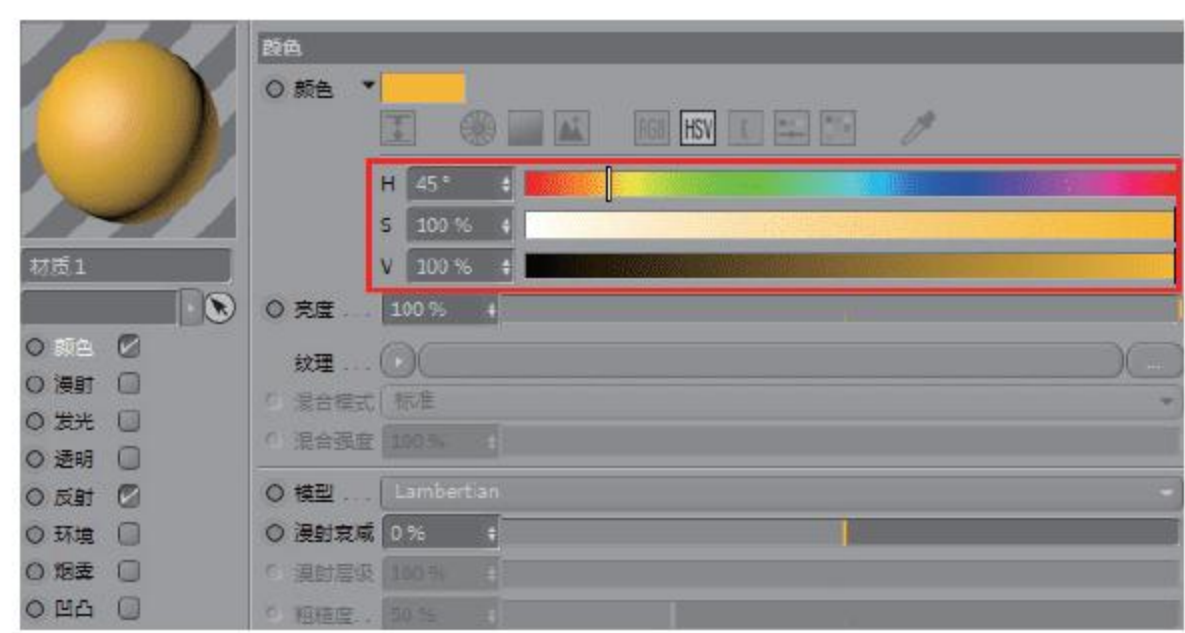 颜色
颜色
RGB HSV K
H 45°
S 100 %
V 100 %
材质1
亮度 . . . 100 %
颜色
纹理 . . . ...
漫射
混合模式 标准
发光
混合强度 100 %
透明
反射
模型 . . . Lambertian
环境
漫射衰减 0 %
烟雾
漫射层级 100 %
凹凸
粗糙度. . 50 %